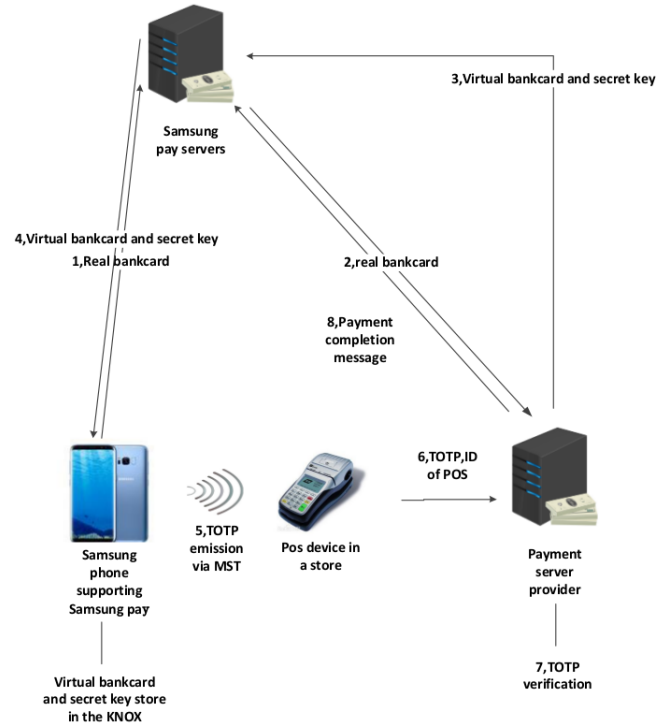 3,Virtual bankcard and secret key
Samsung
pay servers
4,Virtual bankcard and secret key
1,Real bankcard
2,real bankcard
8,Payment
completion
message
6,TOTP,ID
of POS
5,TOTP
emission
via MST
Pos device in
a store
Samsung
phone
supporting
Samsung pay
Payment
server
provider
Virtual bankcard
and secret key store
in the KNOX
7,TOTP
verification